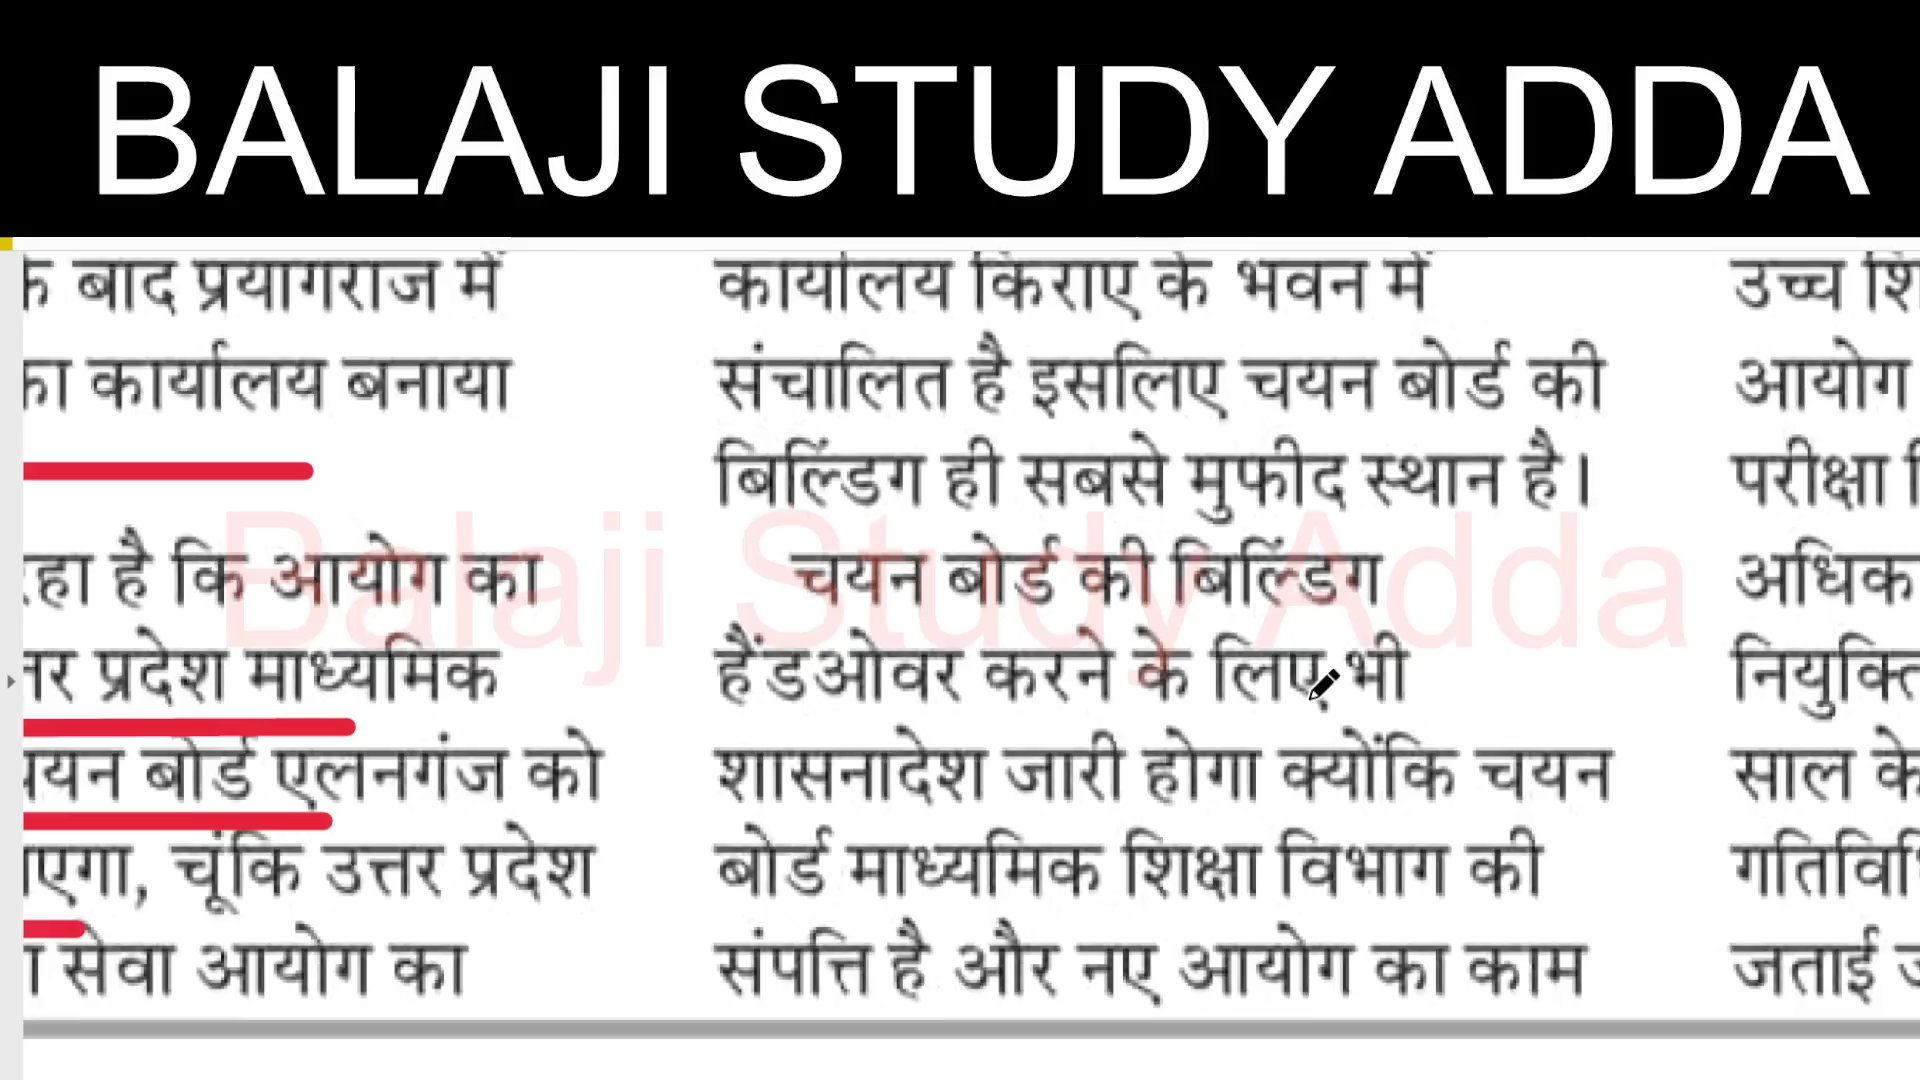 BALAJI STUDY ADDA
के बाद प्रयागराज में
का कार्यालय बनाया
रहा है कि आयोग का
प्रदेश माध्यमिक
चयन बोर्ड एलनगंज को
चूंकि उत्तर प्रदेश
सेवा आयोग का
कार्यालय किराए के भवन में
संचालित है इसलिए चयन बोर्ड की
बिल्डिंग ही सबसे मुफीद स्थान है।
चयन बोर्ड की बिल्डिंग
हैंडओवर करने के लिए भी
शासनादेश जारी होगा क्योंकि चयन
बोर्ड माध्यमिक शिक्षा विभाग की
संपत्ति है और नए आयोग का काम
उच्च
आयोग
परीक्षा
अधिक
साल के
जताई
Balaji Study Adda